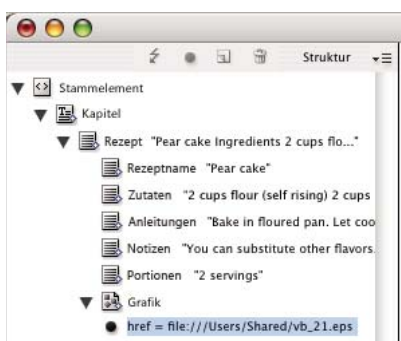 Struktur
Stammelement
Kapitel
Rezept "Pear cake Ingredients 2 cups flo..."
Rezeptname "Pear cake"
Zutaten "2 cups flour (self rising) 2 cups
Anleitungen "Bake in floured pan. Let coo
Notizen "You can substitute other flavors.
Portionen "2 servings"
Grafik
href = file:///Users/Shared/vb_21.eps